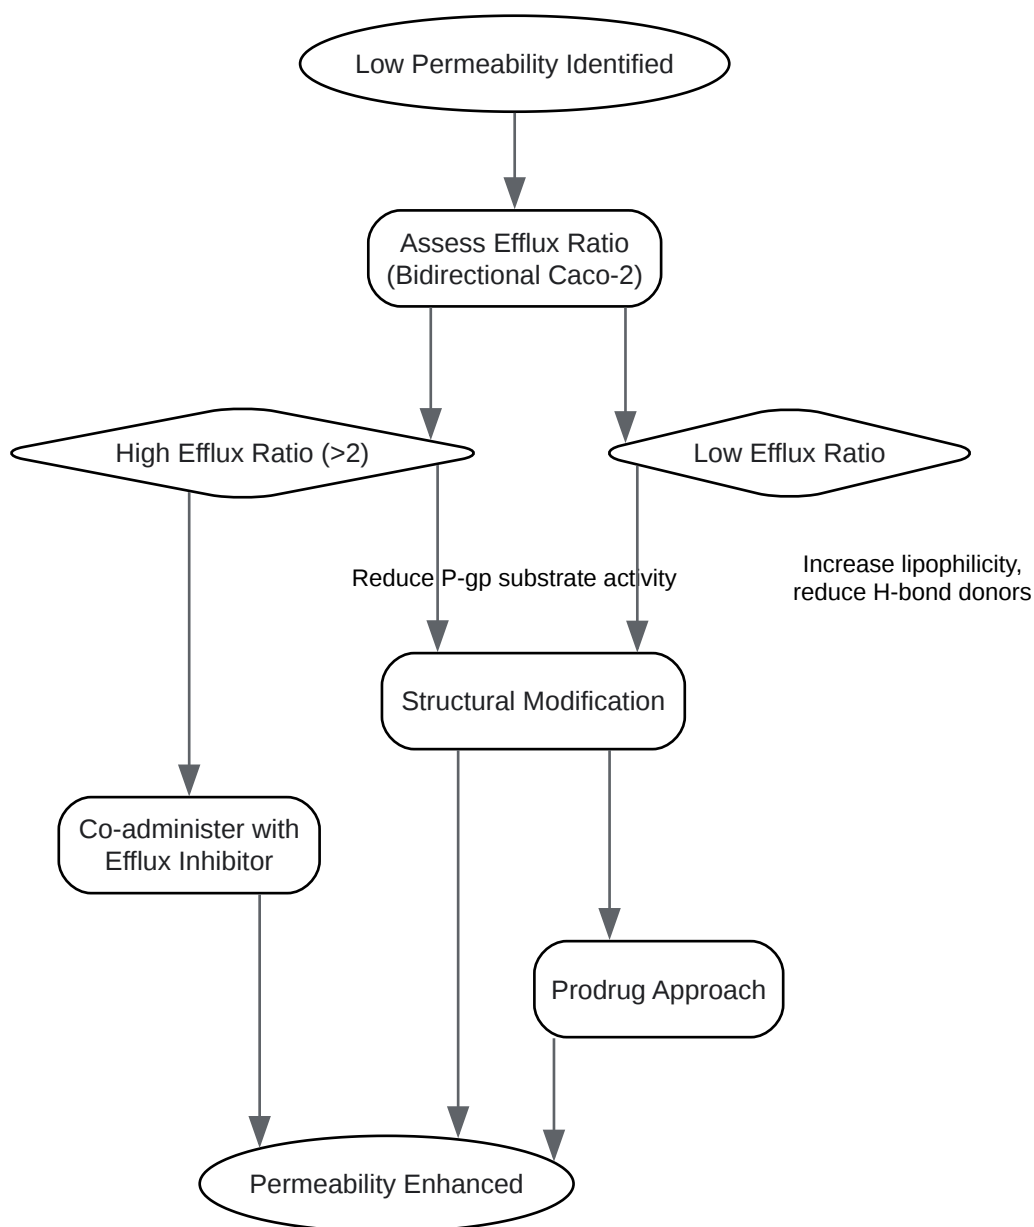 Low Permeability Identified
Assess Efflux Ratio
(Bidirectional Caco-2)
High Efflux Ratio (>2)
Low Efflux Ratio
Reduce P-gp substrate activity
Increase lipophilicity,
reduce H-bond donors
Structural Modification
Co-administer with
Efflux Inhibitor
Prodrug Approach
Permeability Enhanced